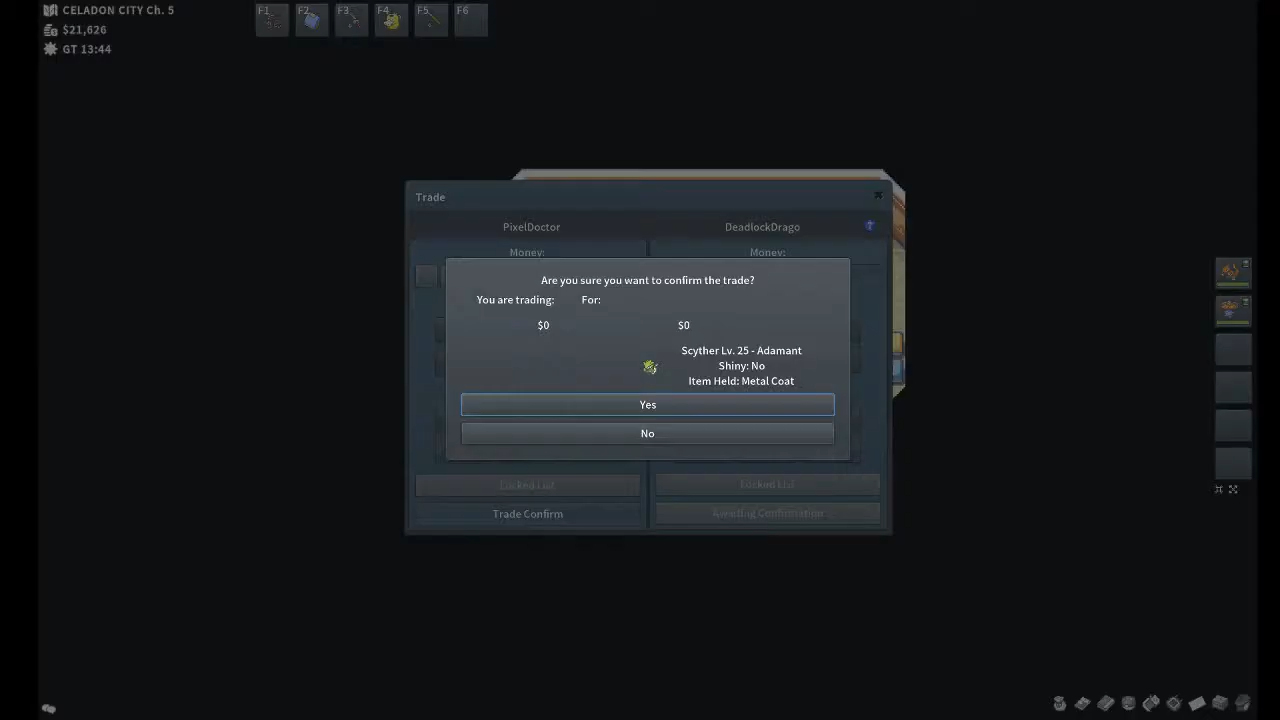 CELADON CITY Ch. 5
$21,626
GT 13:44
F1 F2 F3 F4 F5 F6
Trade
PixelDoctor DeadlockDrago
Money: Money:
Are you sure you want to confirm the trade?
You are trading: For:
$0 $0
Scyther Lv. 25 - Adamant
Shiny: No
Item Held: Metal Coat
Yes
No
Locked List Locked List
Trade Confirm Awaiting Confirmation